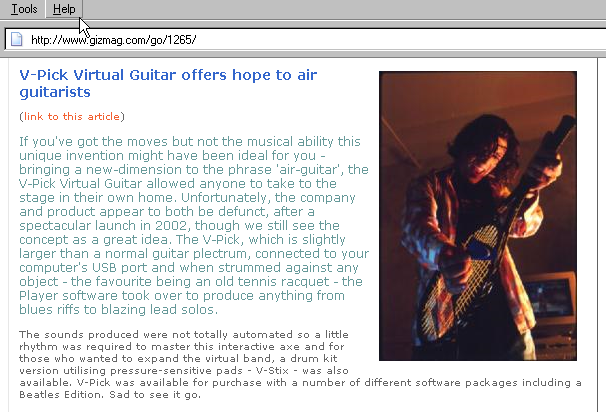 Tools Help
http://www.gizmag.com/go/1265/
V-Pick Virtual Guitar offers hope to air
guitarists
(link to this article)
If you've got the moves but not the musical ability this
unique invention might have been ideal for you -
bringing a new-dimension to the phrase 'air-guitar', the
V-Pick Virtual Guitar allowed anyone to take to the
stage in their own home. Unfortunately, the company
and product appear to both be defunct, after a
spectacular launch in 2002, though we still see the
concept as a great idea. The V-Pick, which is slightly
larger than a normal guitar plectrum, connected to your
computer's USB port and when strummed against any
object - the favourite being an old tennis racquet - the
Player software took over to produce anything from
blues riffs to blazing lead solos.
The sounds produced were not totally automated so a little
rhythm was required to master this interactive axe and for
those who wanted to expand the virtual band, a drum kit
version utilising pressure-sensitive pads - V-Stix - was also
available. V-Pick was available for purchase with a number of different software packages including a
Beatles Edition. Sad to see it go.